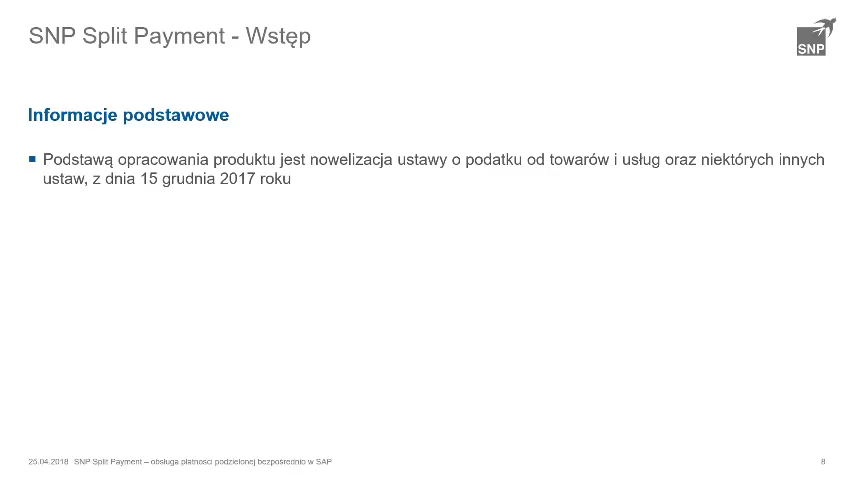 SNP Split Payment - Wstęp
SNP
Informacje podstawowe
Podstawą opracowania produktu jest nowelizacja ustawy o podatku od towarów i usług oraz niektórych innych
ustaw, z dnia 15 grudnia 2017 roku
25.04.2018 SNP Split Payment – obsługa płatności podzielonej bezpośrednio w SAP
8